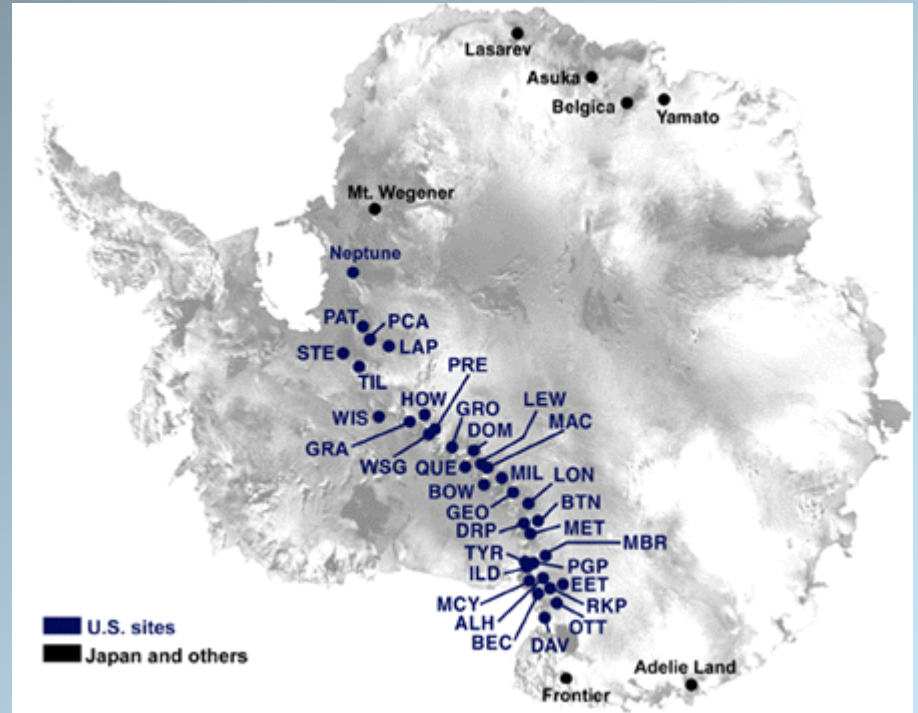 Lasarev
Asuka
Belgica
Yamato
Mt. Wegener
Neptune
PAT
PCA
LAP
STE
TIL
PRE
HOW
GRO
LEW
WIS
DOM
MAC
GRA
WSG
QUE
MIL
BOW
LON
GEO
BTN
DRP
MET
MBR
TYR
PGP
ILD
EET
MCY
RKP
ALH
OTT
BEC
DAV
U.S. sites
Japan and others
Adelie Land
Frontier